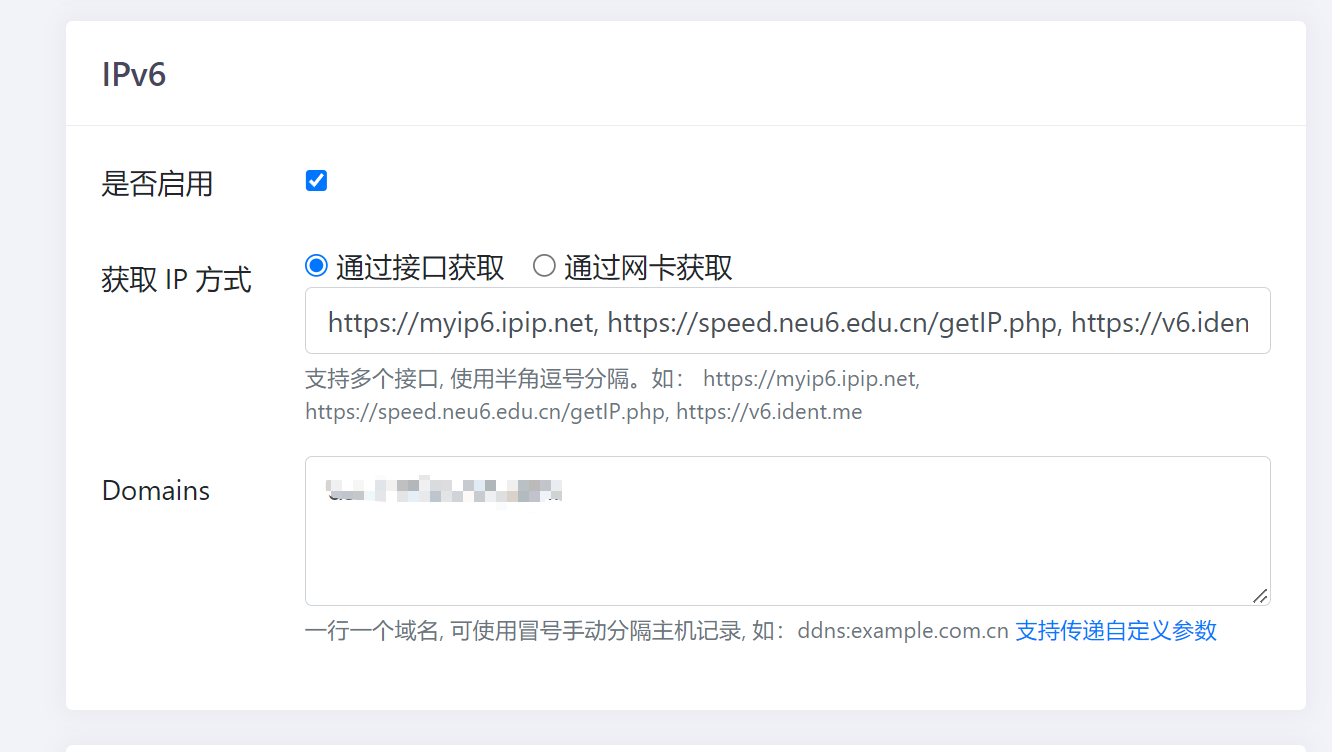 IPv6
是否启用
获取 IP 方式
通过接口获取 通过网卡获取
https://myip6.ipip.net, https://speed.neu6.edu.cn/getIP.php, https://v6.iden
支持多个接口, 使用半角逗号分隔。如： https://myip6.ipip.net,
https://speed.neu6.edu.cn/getIP.php, https://v6.ident.me
Domains
一行一个域名, 可使用冒号手动分隔主机记录, 如：ddns:example.com.cn 支持传递自定义参数